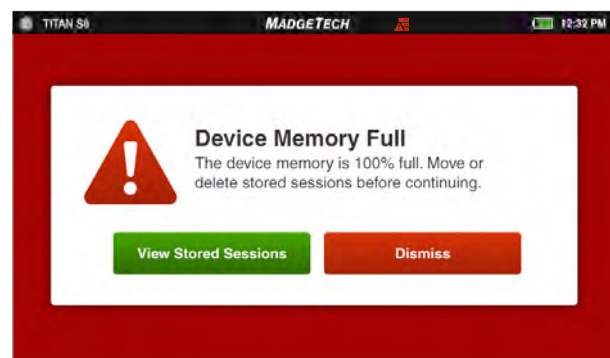 TITAN S8 MADGETECH 12:32 PM
Device Memory Full
The device memory is 100% full. Move or
delete stored sessions before continuing.
View Stored Sessions Dismiss